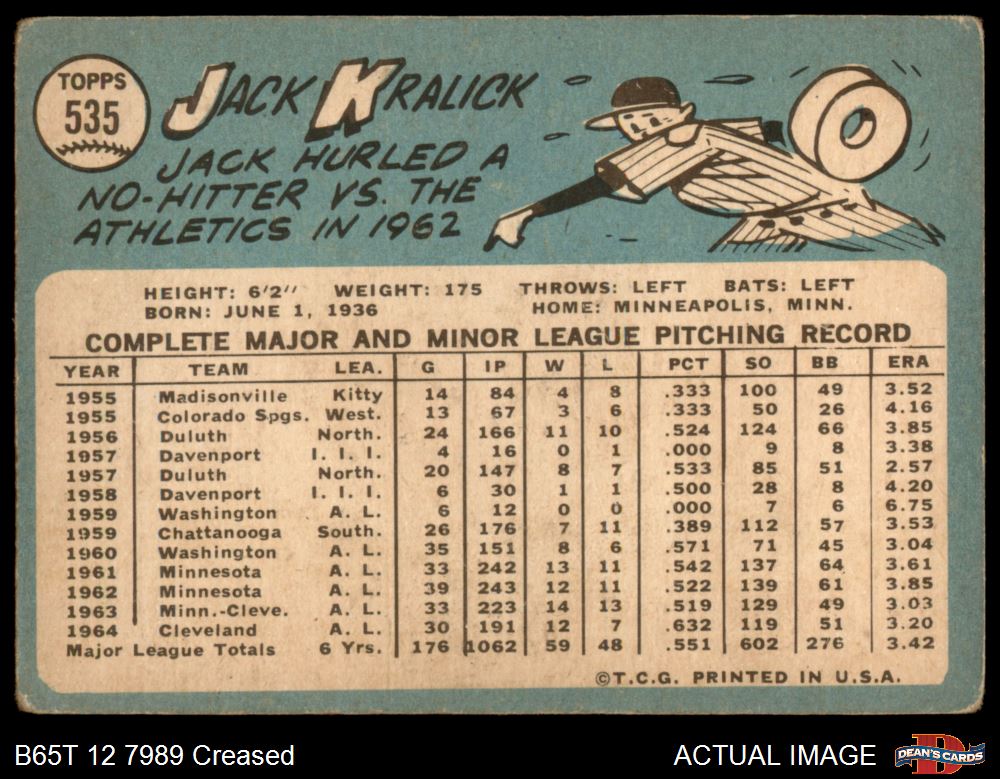 TOPPS
535
JACK KRALICK
JACK HURLED A
NO-HITTER VS. THE
ATHLETICS IN 1962
0
HEIGHT: 6'2" WEIGHT: 175 THROWS: LEFT BATS: LEFT
BORN: JUNE 1, 1936 HOME: MINNEAPOLIS, MINN.
COMPLETE MAJOR AND MINOR LEAGUE PITCHING RECORD
YEAR TEAM LEA. G IP W L PCT SO BB ERA
1955 Madisonville Kitty 14 84 4 8 .333 100 49 3.52
1955 Colorado Spgs. West. 13 67 3 6 .333 50 26 4.16
1956 Duluth North. 24 166 11 10 .524 124 66 3.85
1957 Davenport I. I. I. 4 16 0 1 .000 9 8 3.38
1957 Duluth North. 20 147 8 7 .533 85 51 2.57
1958 Davenport I. I. I. 6 30 1 1 .500 28 8 4.20
1959 Washington A. L. 6 12 0 0 .000 7 6 6.75
1959 Chattanooga South. 26 176 7 11 .389 112 57 3.53
1960 Washington A. L. 35 151 8 6 .571 71 45 3.04
1961 Minnesota A. L. 33 242 13 11 .542 137 64 3.61
1962 Minnesota A. L. 39 243 12 11 .522 139 61 3.85
1963 Minn.-Cleve. A. L. 33 223 14 13 .519 129 49 3.03
1964 Cleveland A. L. 30 191 12 7 .632 119 51 3.20
Major League Totals 6 Yrs. 176 1062 59 48 .551 602 276 3.42
©T.C.G. PRINTED IN U.S.A.
B65T 12 7989 Creased ACTUAL IMAGE
D
DEAN'S CARDS